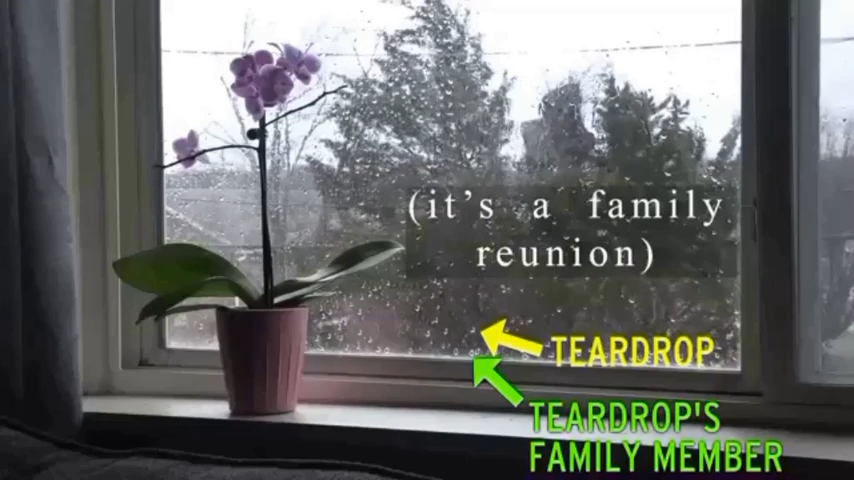 (it's a family
reunion)
TEARDROP
TEARDROP'S
FAMILY MEMBER